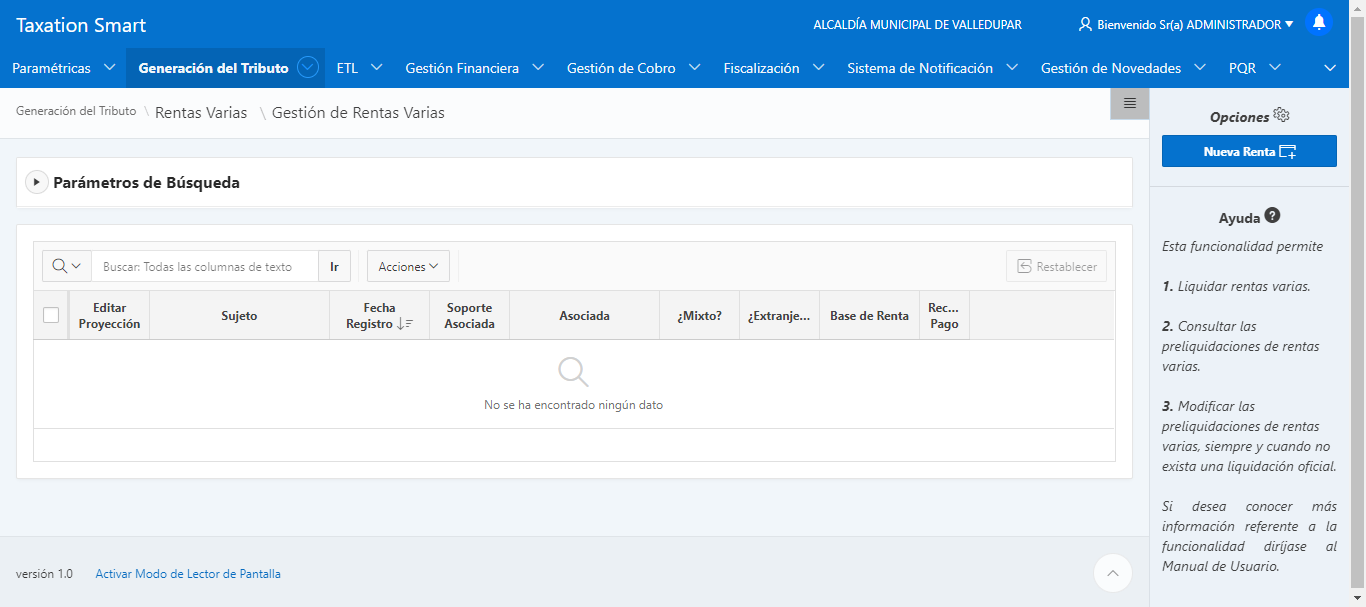 Taxation Smart
ALCALDÍA MUNICIPAL DE VALLEDUPAR
Bienvenido Sr(a) ADMINISTRADOR
Paramétricas
Generación del Tributo
ETL
Gestión Financiera
Gestión de Cobro
Fiscalización
Sistema de Notificación
Gestión de Novedades
PQR
Generación del Tributo \ Rentas Varias \ Gestión de Rentas Varias
Parámetros de Búsqueda
Buscar: Todas las columnas de texto
Ir
Acciones
Restablecer
Editar
Proyección
Sujeto
Fecha
Registro
Soporte
Asociada
Asociada
¿Mixto?
¿Extranje...
Base de Renta
Rec...
Pago
No se ha encontrado ningún dato
versión 1.0
Activar Modo de Lector de Pantalla
Opciones
Nueva Renta
Ayuda
Esta funcionalidad permite
1. Liquidar rentas varias.
2. Consultar las
preliquidaciones de rentas
varias.
3. Modificar las
preliquidaciones de rentas
varias, siempre y cuando no
exista una liquidación oficial.
Si desea conocer más
información referente a la
funcionalidad diríjase al
Manual de Usuario.